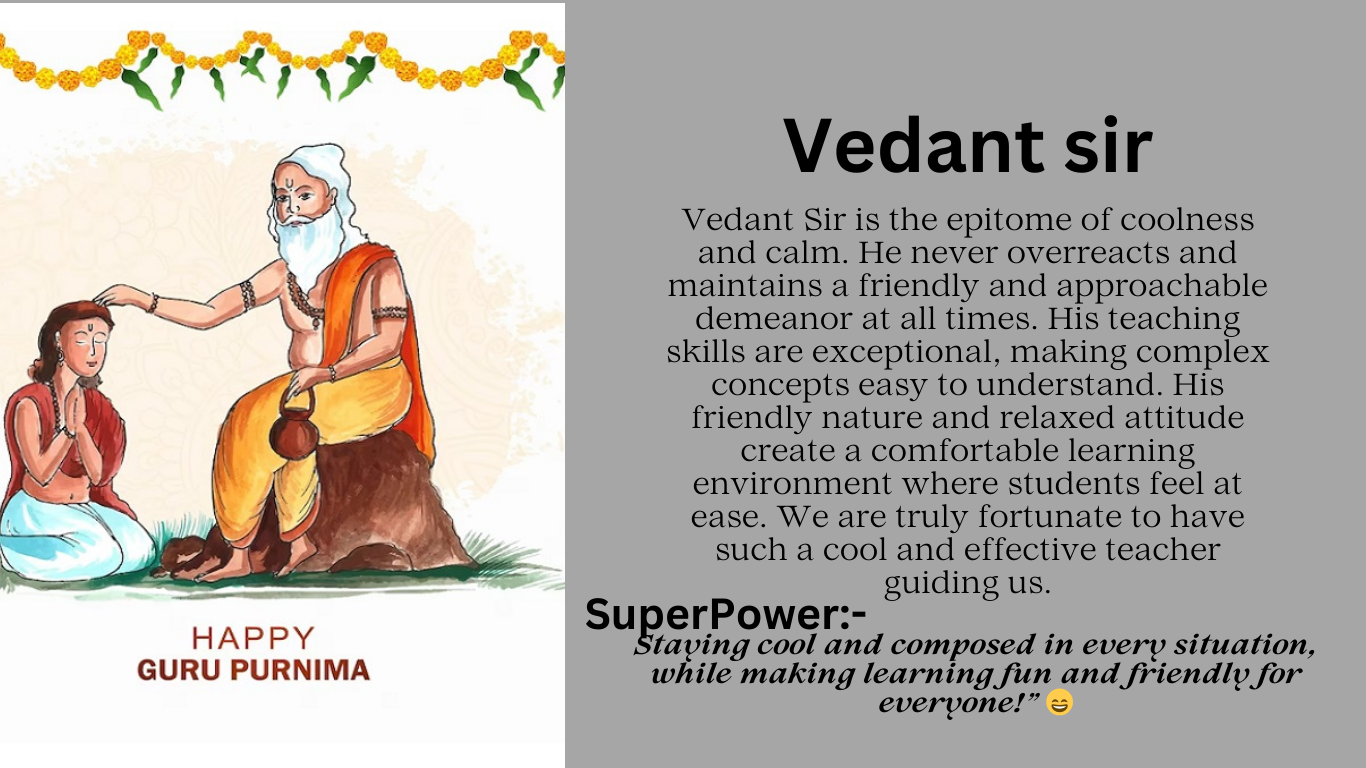 HAPPY
GURU PURNIMA
Vedant sir
Vedant Sir is the epitome of coolness
and calm. He never overreacts and
maintains a friendly and approachable
demeanor at all times. His teaching
skills are exceptional, making complex
concepts easy to understand. His
friendly nature and relaxed attitude
create a comfortable learning
environment where students feel at
ease. We are truly fortunate to have
such a cool and effective teacher
guiding us.
SuperPower:-
Staying cool and composed in every situation,
while making learning fun and friendly for
everyone!” 😄